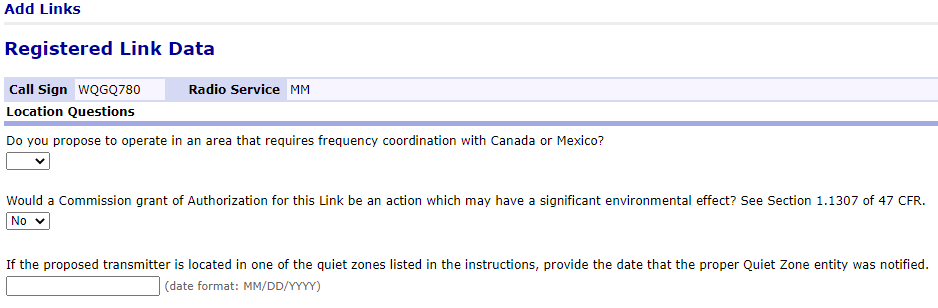 Add Links
Registered Link Data
Call Sign WQGQ780 Radio Service MM
Location Questions
Do you propose to operate in an area that requires frequency coordination with Canada or Mexico?
Would a Commission grant of Authorization for this Link be an action which may have a significant environmental effect? See Section 1.1307 of 47 CFR.
No
If the proposed transmitter is located in one of the quiet zones listed in the instructions, provide the date that the proper Quiet Zone entity was notified.
(date format: MM/DD/YYYY)